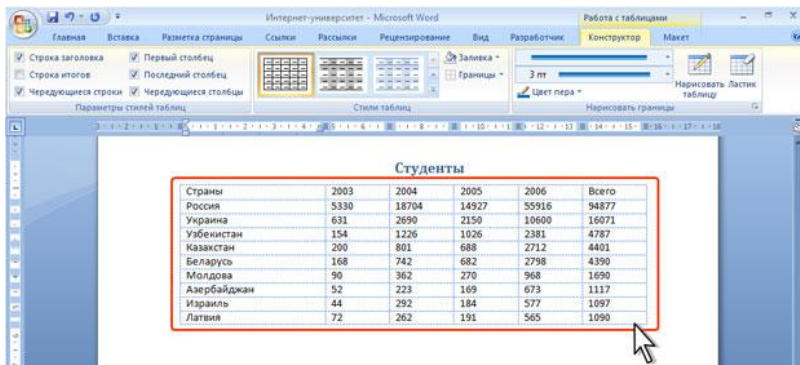 Интернет-университет - Microsoft Word Работа с таблицами
Главная Вставка Разметка страницы Ссылки Рассылки Рецензирование Вид Разработчик Конструктор Макет
Строка заголовка Первый столбец Заливка
Строка итогов Последний столбец Границы 3 пт
Чередующиеся строки Чередующиеся столбцы Цвет пера Нарисовать таблицу Ластик
Параметры стилей таблиц Стили таблиц Нарисовать границы
Студенты
Страны 2003 2004 2005 2006 Всего
Россия 5330 18704 14927 55916 94877
Украина 631 2690 2150 10600 16071
Узбекистан 154 1226 1026 2381 4787
Казахстан 200 801 688 2712 4401
Беларусь 168 742 682 2798 4390
Молдова 90 362 270 968 1690
Азербайджан 52 223 169 673 1117
Израиль 44 292 184 577 1097
Латвия 72 262 191 565 1090